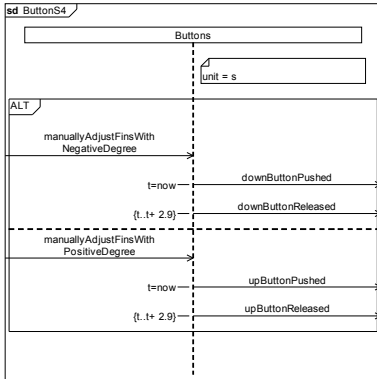 sd ButtonS4
Buttons
unit = s
ALT
manuallyAdjustFinsWith
NegativeDegree
downButtonPushed
t=now
downButtonReleased
{t..t+ 2.9}
manuallyAdjustFinsWith
PositiveDegree
upButtonPushed
t=now
upButtonReleased
{t..t+ 2.9}